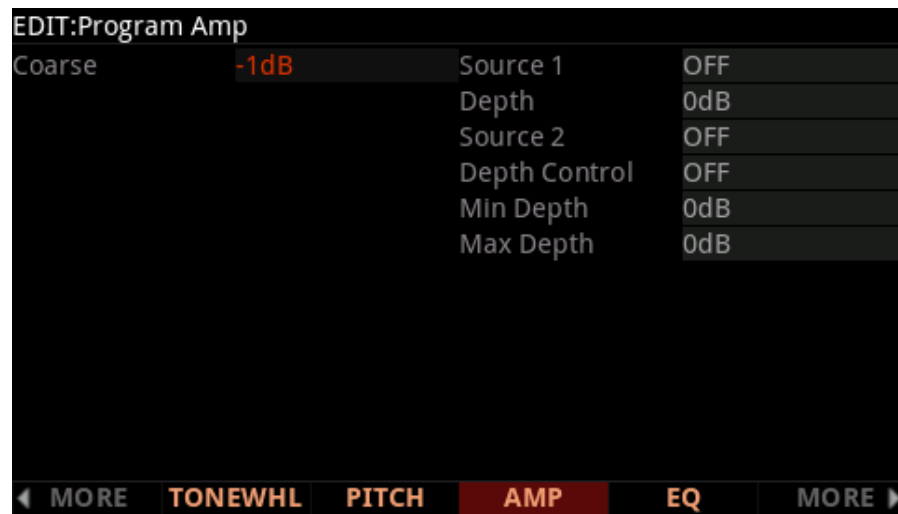 EDIT:Program Amp
Coarse -1dB Source 1 OFF
Depth 0dB
Source 2 OFF
Depth Control OFF
Min Depth 0dB
Max Depth 0dB
MORE TONEWHL PITCH AMP EQ MORE